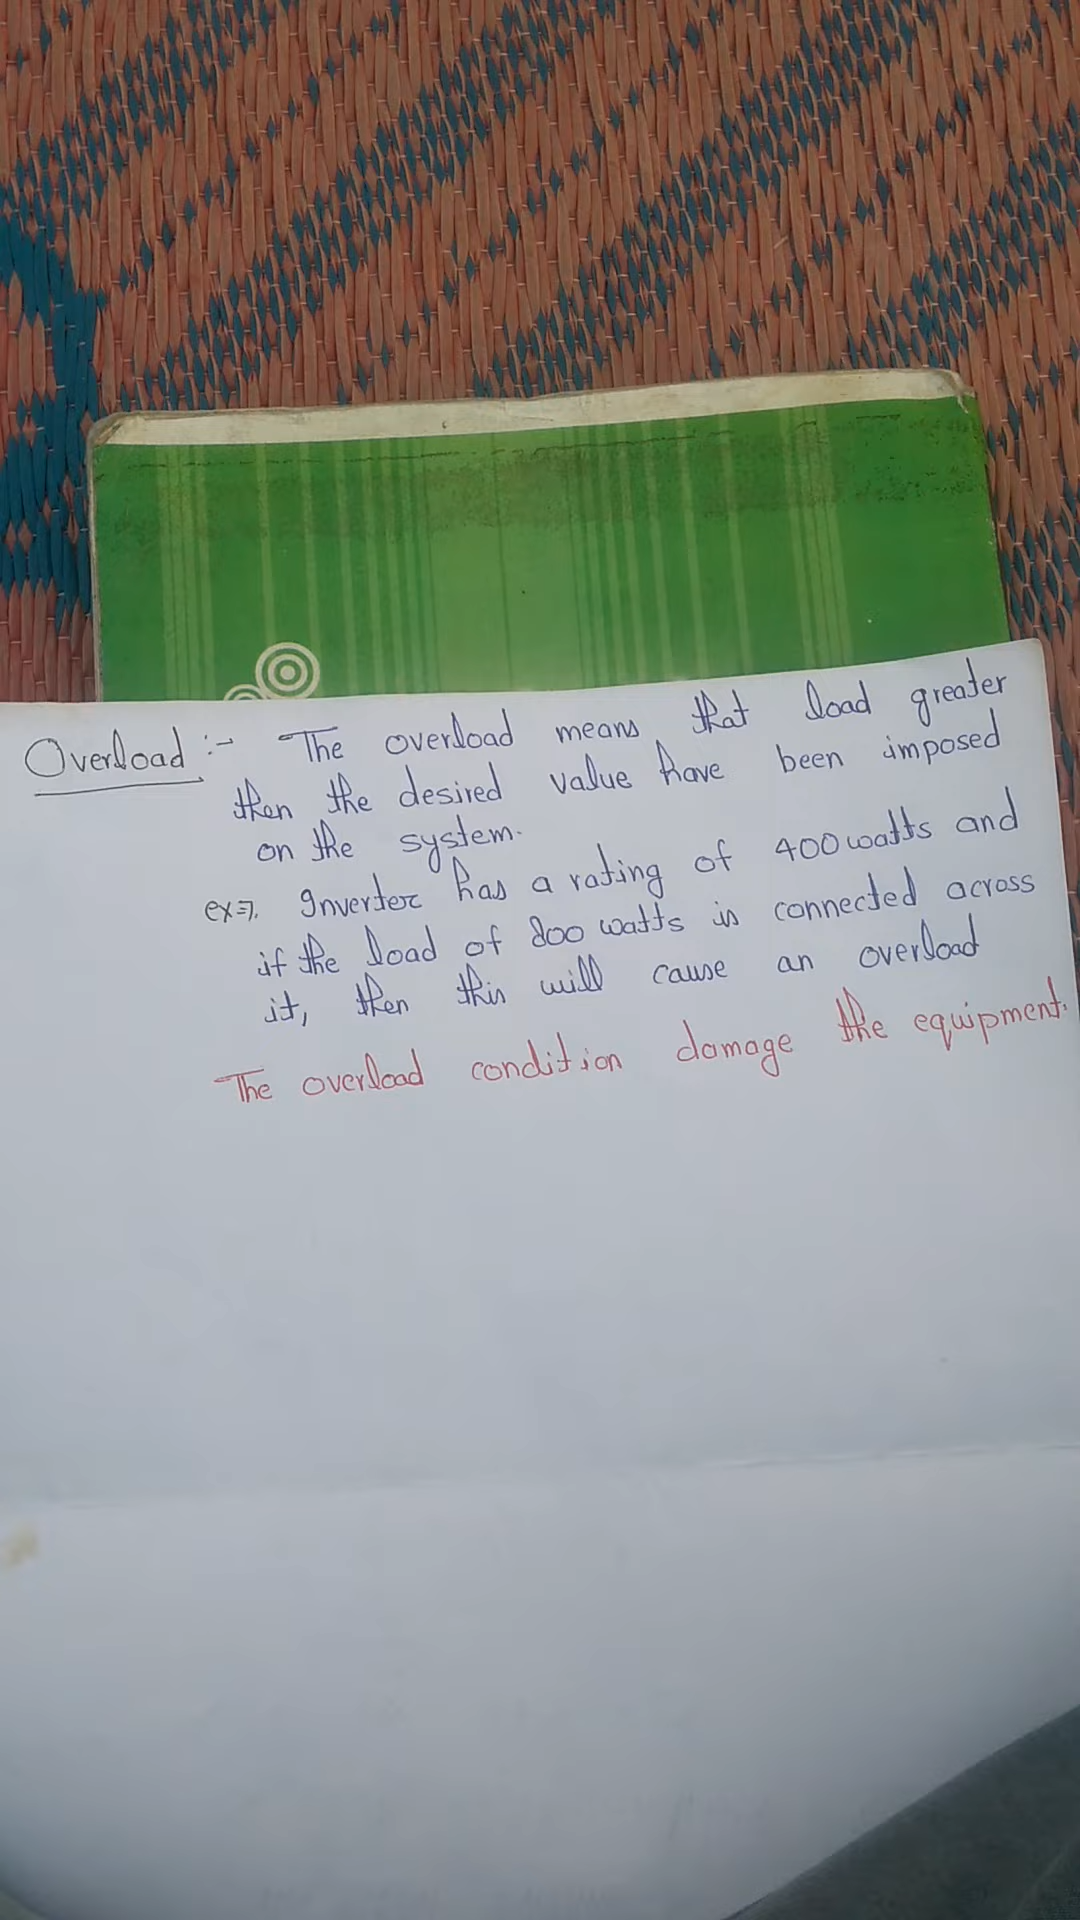 Overload :- The overload means that load greater
then the desired value have been imposed
on the system.
ex⇒. Inverter has a rating of 400 watts and
if the load of 800 watts is connected across
it, then this will cause an overload
The overload condition damage the equipment.